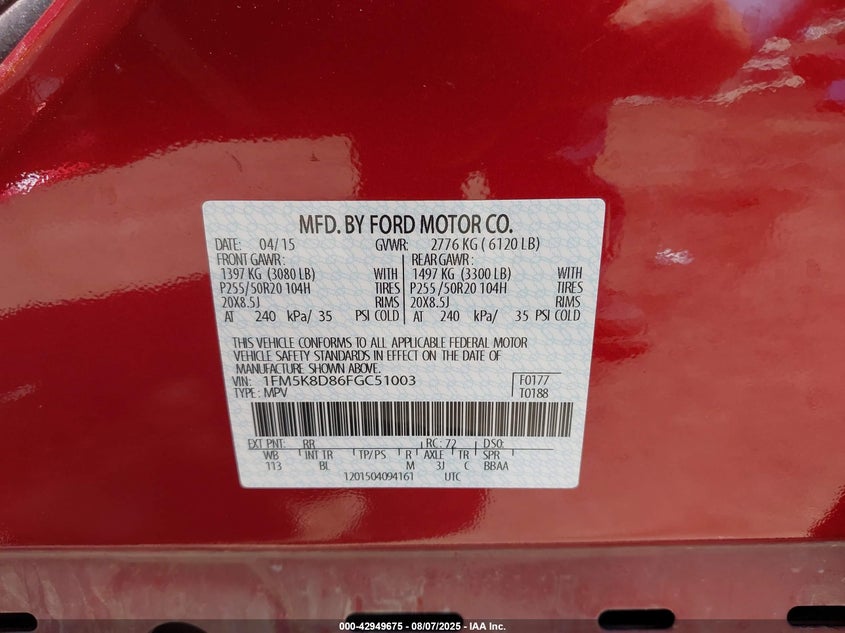 MFD. BY FORD MOTOR CO.
DATE: 04/15 GVWR: 2776 KG ( 6120 LB)
FRONT GAWR: REAR GAWR:
1397 KG (3080 LB) WITH 1497 KG (3300 LB) WITH
P255/50R20 104H TIRES P255/50R20 104H TIRES
20X8.5J RIMS 20X8.5J RIMS
AT 240 kPa/ 35 PSI COLD AT 240 kPa/ 35 PSI COLD
THIS VEHICLE CONFORMS TO ALL APPLICABLE FEDERAL MOTOR
VEHICLE SAFETY STANDARDS IN EFFECT ON THE DATE OF
MANUFACTURE SHOWN ABOVE.
VIN: 1FM5K8D86FGC51003 F0177
TYPE: MPV T0188
EXT PNT: RR RC: 72 DSO:
WB INT TR TP/PS R AXLE TR SPR
113 BL M 3J C BBAA
1201504094161 UTC
000-42949675 - 08/07/2025 - IAA Inc.